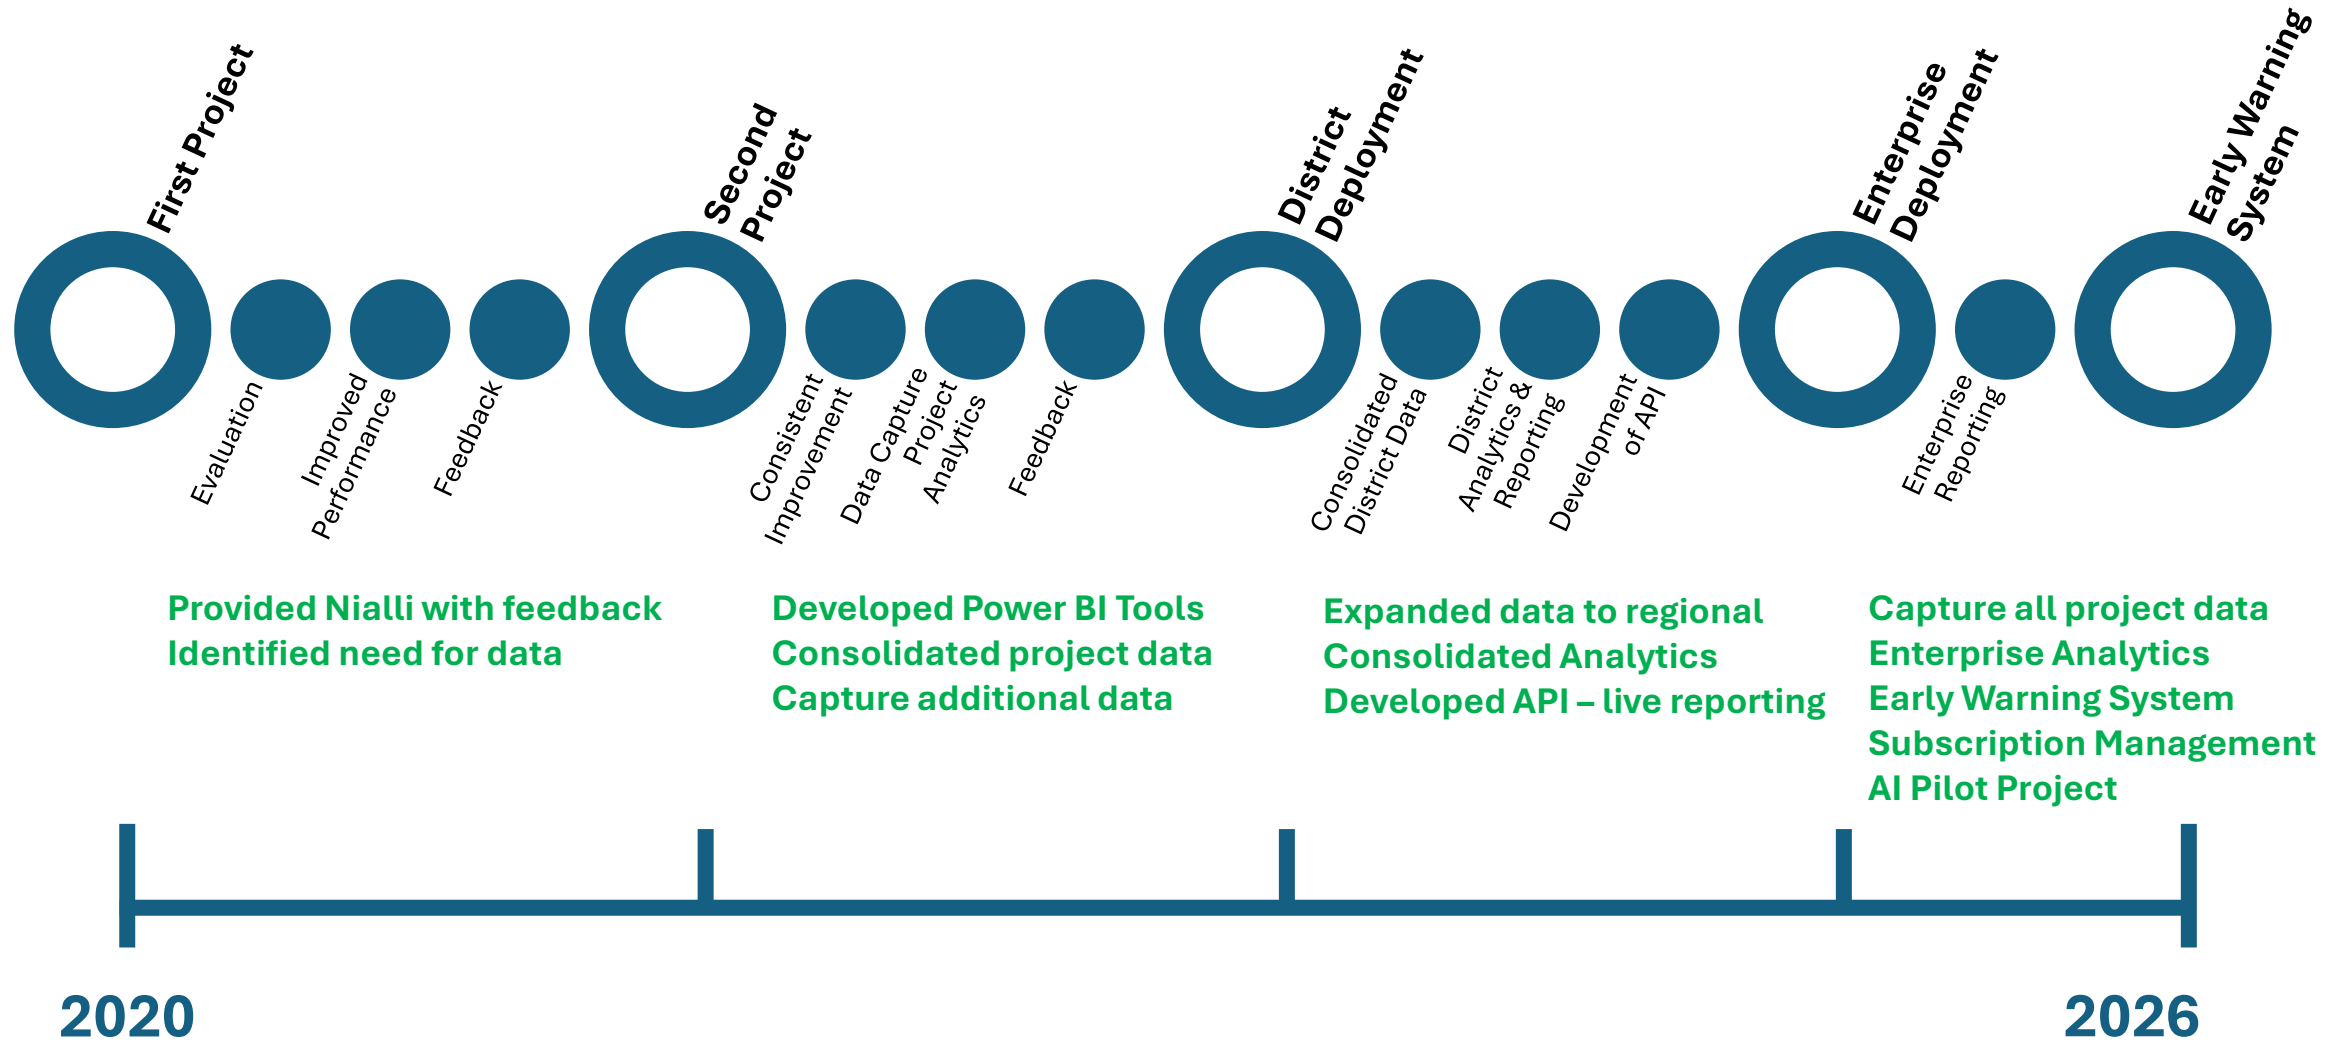 First Project
Second
Project
District
Deployment
Enterprise
Deployment
Early Warning
System
Evaluation
Improved
Performance
Feedback
Consistent
Improvement
Data Capture
Project
Analytics
Feedback
Consolidated
District Data
District
Analytics &
Reporting
Development
of API
Enterprise
Reporting
Provided Nialli with feedback
Identified need for data
Developed Power BI Tools
Consolidated project data
Capture additional data
Expanded data to regional
Consolidated Analytics
Developed API – live reporting
Capture all project data
Enterprise Analytics
Early Warning System
Subscription Management
AI Pilot Project
2020
2026